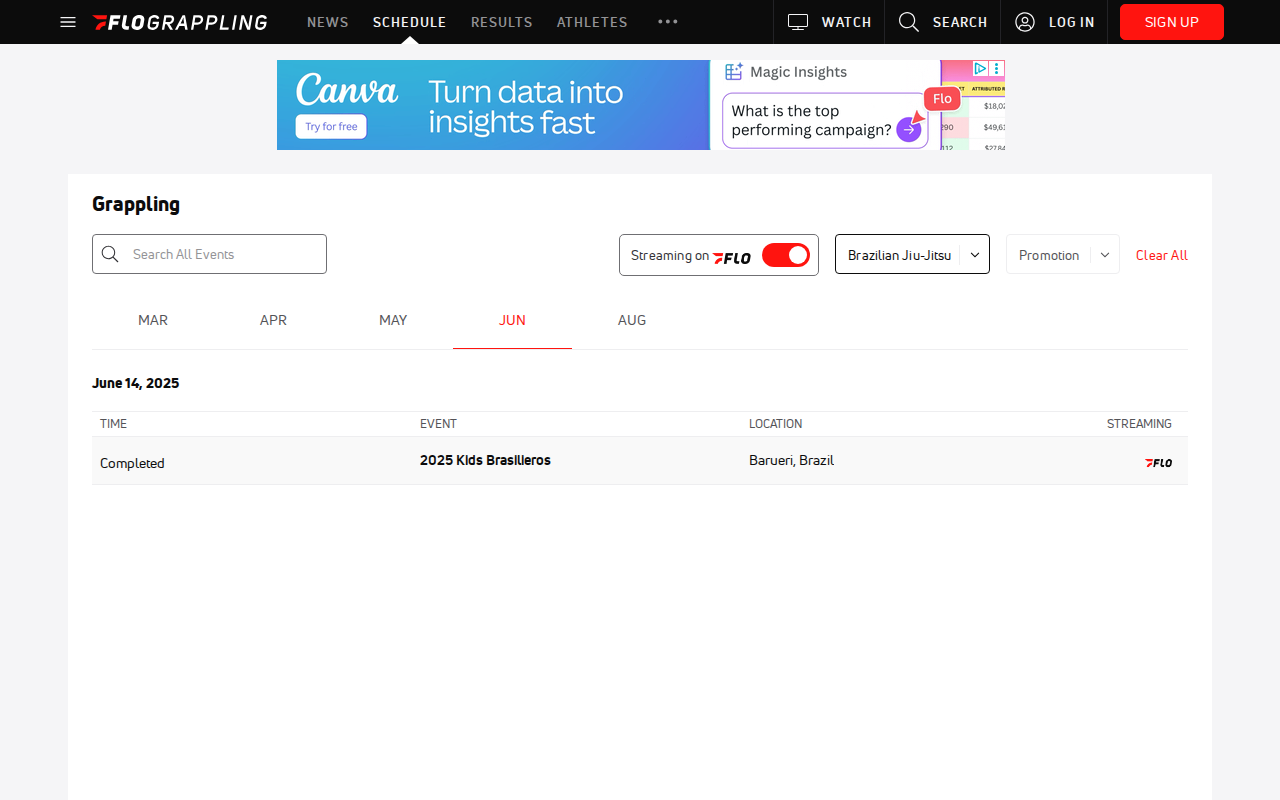 FLOGRAPPLING
NEWS
SCHEDULE
RESULTS
ATHLETES
WATCH
SEARCH
LOG IN
SIGN UP
Canva
Try for free
Turn data into
insights fast
Magic Insights
What is the top
performing campaign?
Flo
Grappling
Search All Events
Streaming on FLO
Brazilian Jiu-Jitsu
Promotion
Clear All
MAR
APR
MAY
JUN
AUG
June 14, 2025
TIME
EVENT
LOCATION
STREAMING
Completed
2025 Kids Brasilieros
Barueri, Brazil
FLO